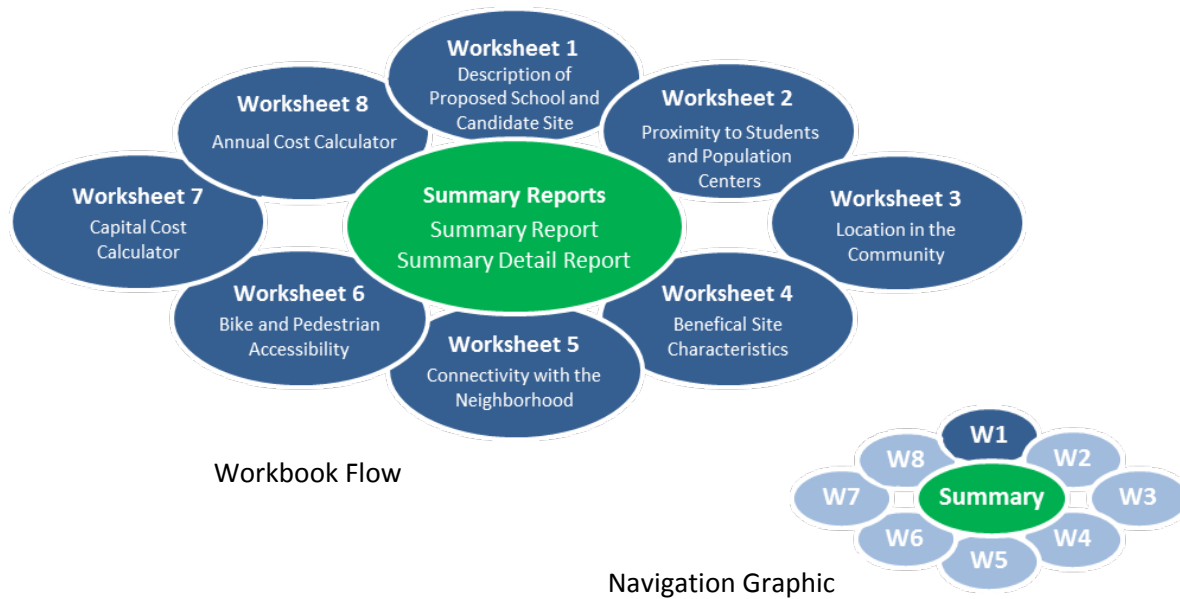 Worksheet 1
Description of
Proposed School and
Candidate Site
Worksheet 2
Proximity to Students
and Population
Centers
Worksheet 3
Location in the
Community
Worksheet 4
Benefical Site
Characteristics
Worksheet 5
Connectivity with the
Neighborhood
Worksheet 6
Bike and Pedestrian
Accessibility
Worksheet 7
Capital Cost
Calculator
Worksheet 8
Annual Cost Calculator
Summary Reports
Summary Report
Summary Detail Report
Workbook Flow
W1
W2
W3
W4
W5
W6
W7
W8
Summary
Navigation Graphic